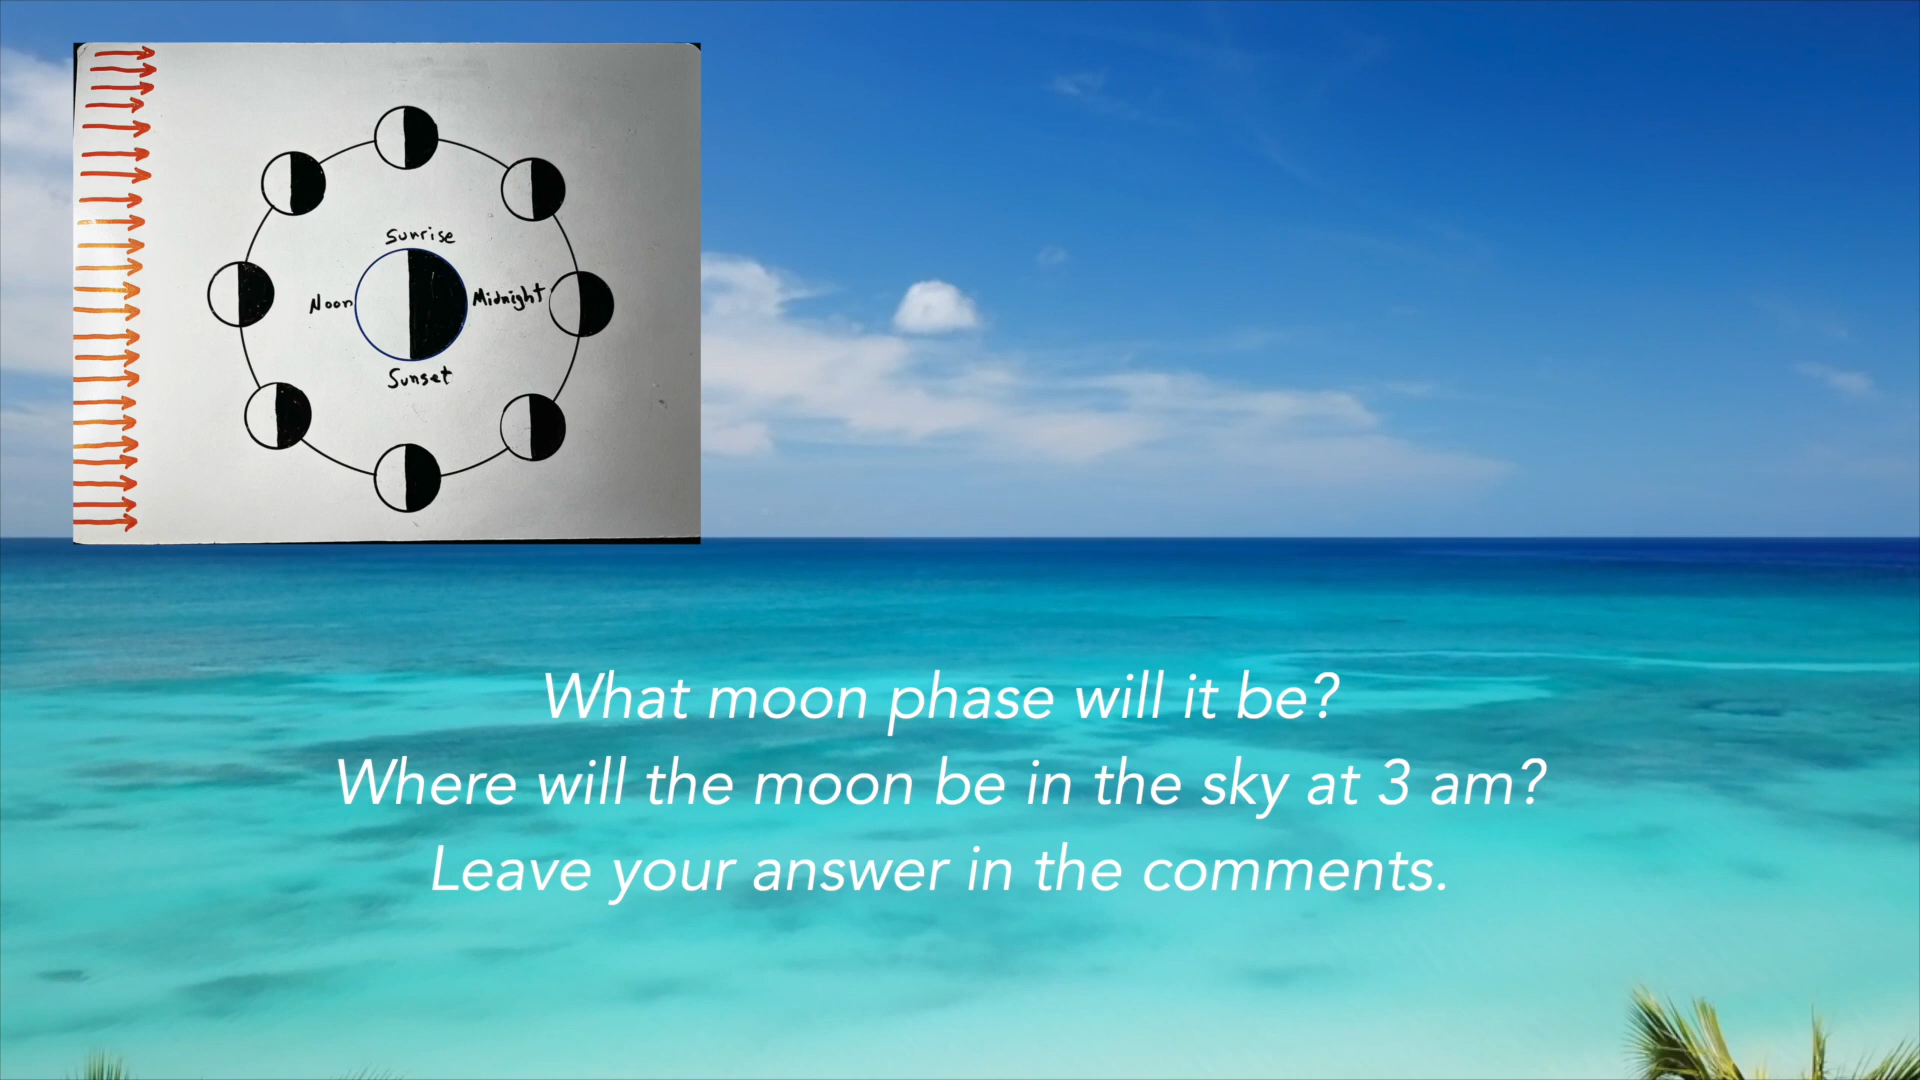 Sunrise
Noon
Midnight
Sunset
What moon phase will it be?
Where will the moon be in the sky at 3 am?
Leave your answer in the comments.